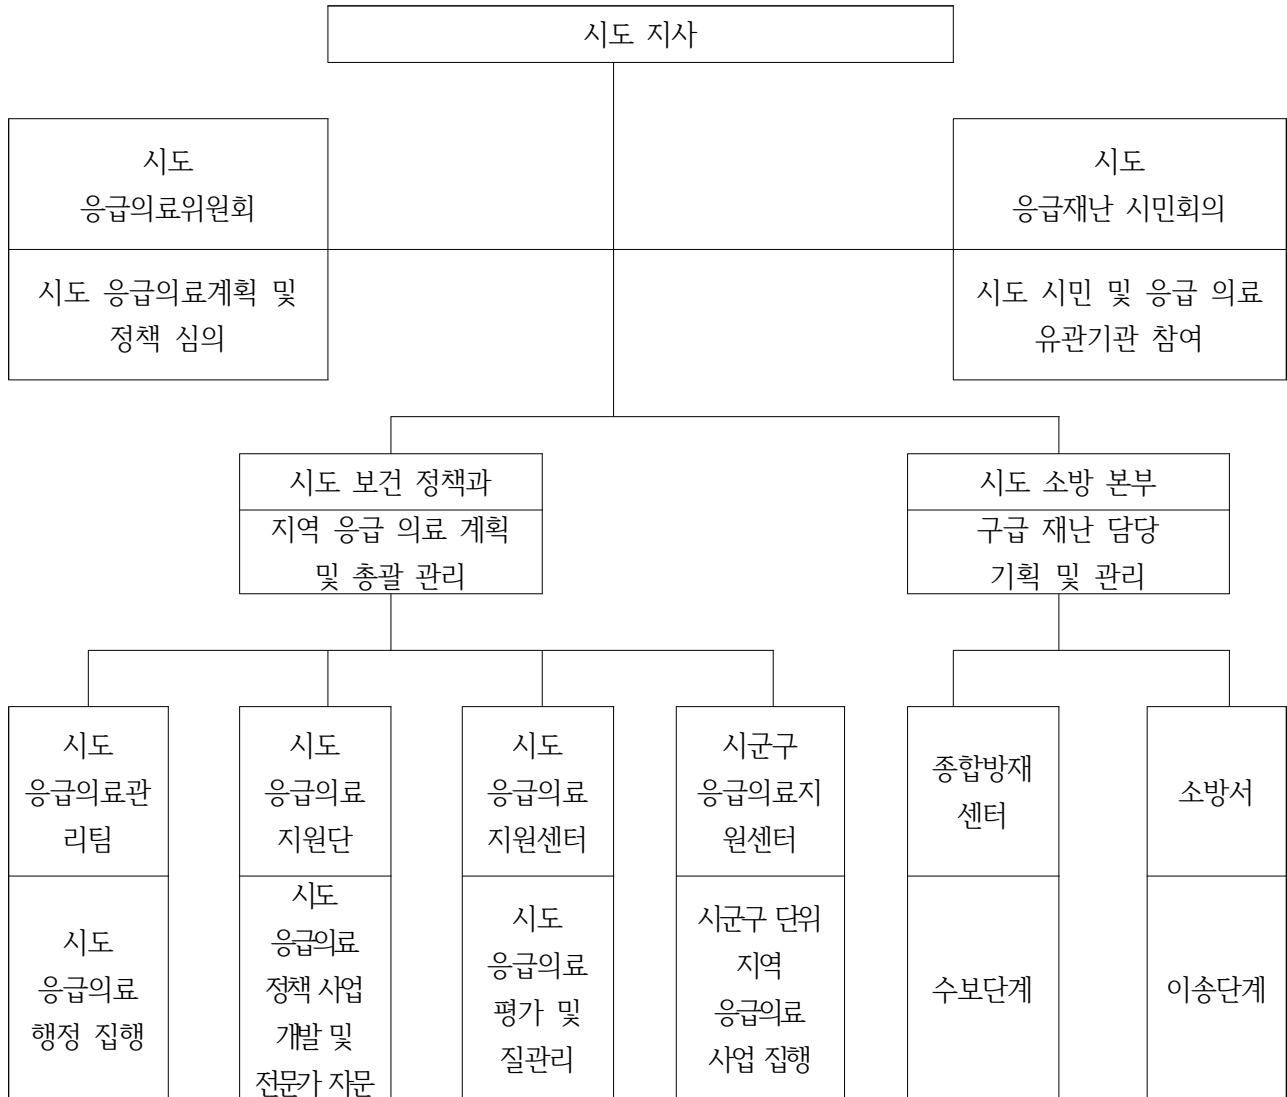 시도 지사
시도
응급의료위원회
시도 응급의료계획 및
정책 심의
시도
응급재난 시민회의
시도 시민 및 응급 의료
유관기관 참여
시도 보건 정책과
지역 응급 의료 계획
및 총괄 관리
시도 소방 본부
구급 재난 담당
기획 및 관리
시도
응급의료관
리팀
시도
응급의료
행정 집행
시도
응급의료
지원단
시도
응급의료
정책 사업
개발 및
전문가 자문
시도
응급의료
지원센터
시도
응급의료
평가 및
질관리
시군구
응급의료지
원센터
시군구 단위
지역
응급의료
사업 집행
종합방재
센터
수보단계
소방서
이송단계